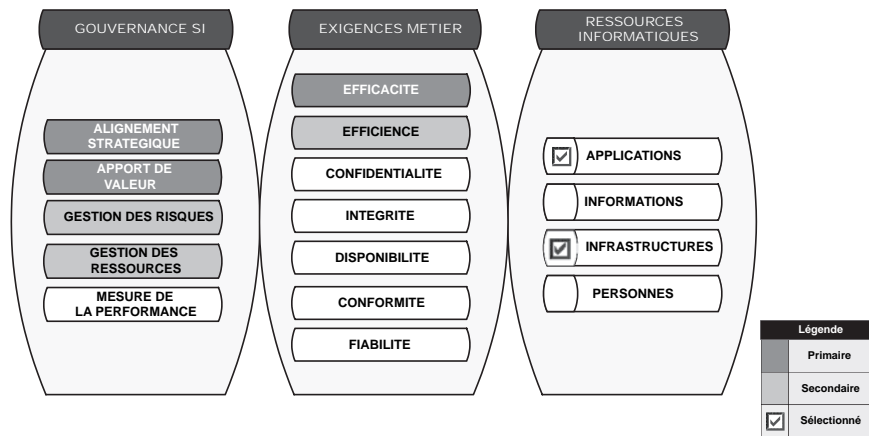 GOUVERNANCE SI
ALIGNEMENT
STRATEGIQUE
APPORT DE
VALEUR
GESTION DES RISQUES
GESTION DES
RESSOURCES
MESURE DE
LA PERFORMANCE
EXIGENCES METIER
EFFICACITE
EFFICIENCE
CONFIDENTIALITE
INTEGRITE
DISPONIBILITE
CONFORMITE
FIABILITE
RESSOURCES
INFORMATIQUES
APPLICATIONS
INFORMATIONS
INFRASTRUCTURES
PERSONNES
Légende
Primaire
Secondaire
Sélectionné